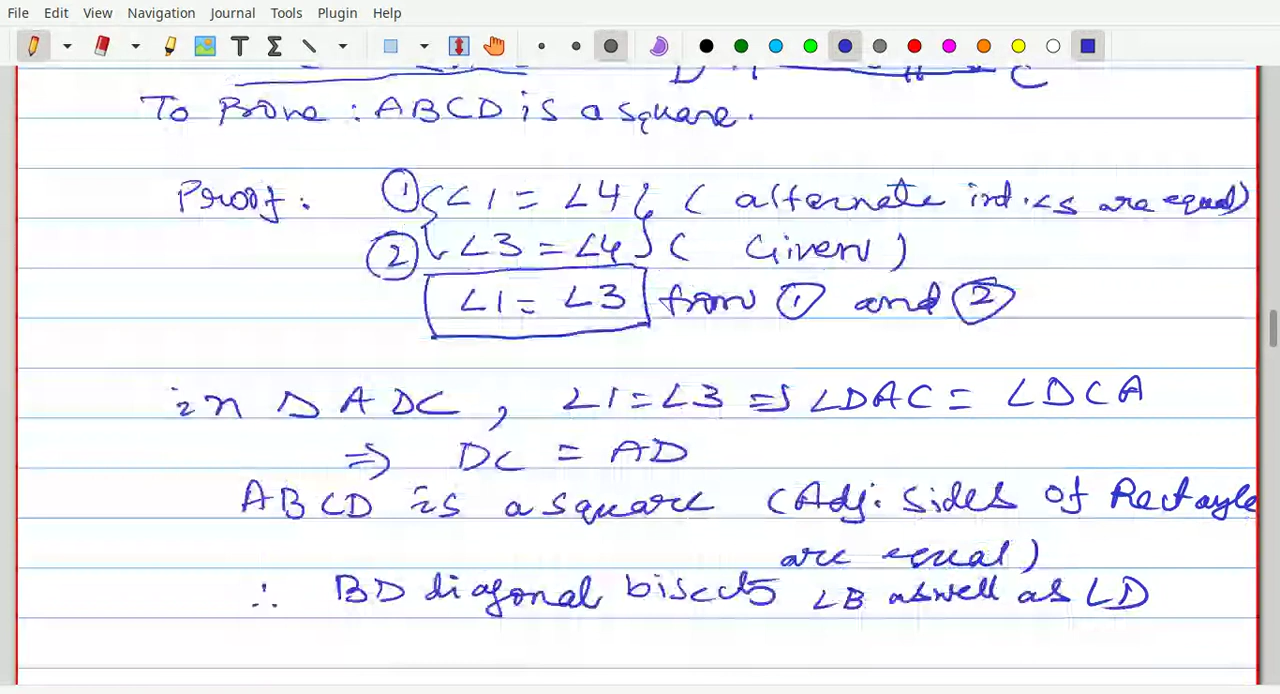 File Edit View Navigation Journal Tools Plugin Help
To Prove : ABCD is a square.
Proof : ① ∠1 = ∠4 ( alternate int. ∠s are equal)
② ∠3 = ∠4 ( Given )
∠1 = ∠3 from ① and ②
in △ ADC , ∠1 = ∠3 ⇒ ∠DAC = ∠DCA
⇒ DC = AD
ABCD is a square (Adj. sides of Rectangle
are equal)
∴ BD diagonal bisects ∠B aswell as ∠D